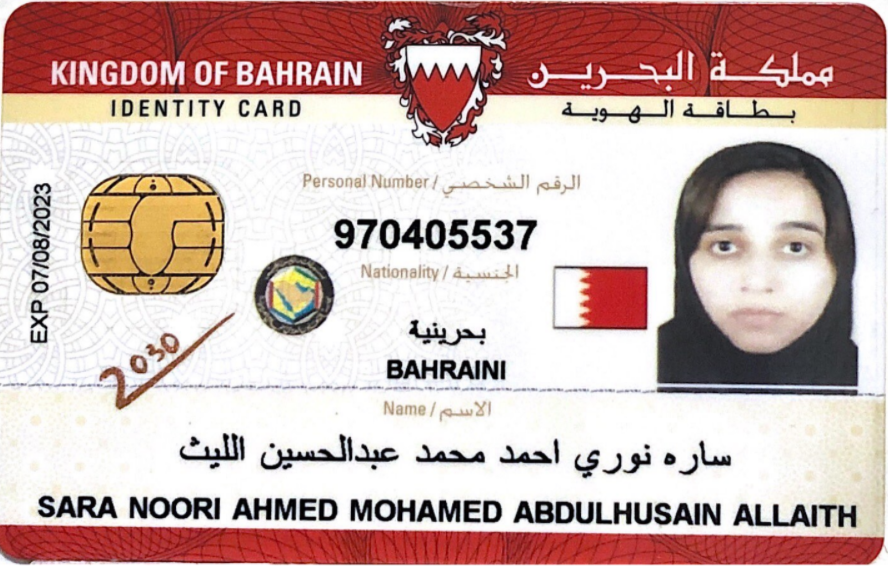 KINGDOM OF BAHRAIN مملكة البحرين
IDENTITY CARD بطاقة الهوية
Personal Number / الرقم الشخصي
970405537
Nationality / الجنسية
بحرينية
BAHRAINI
EXP 07/08/2023
2030
Name / الاسم
ساره نوري احمد محمد عبدالحسين الليث
SARA NOORI AHMED MOHAMED ABDULHUSAIN ALLAITH